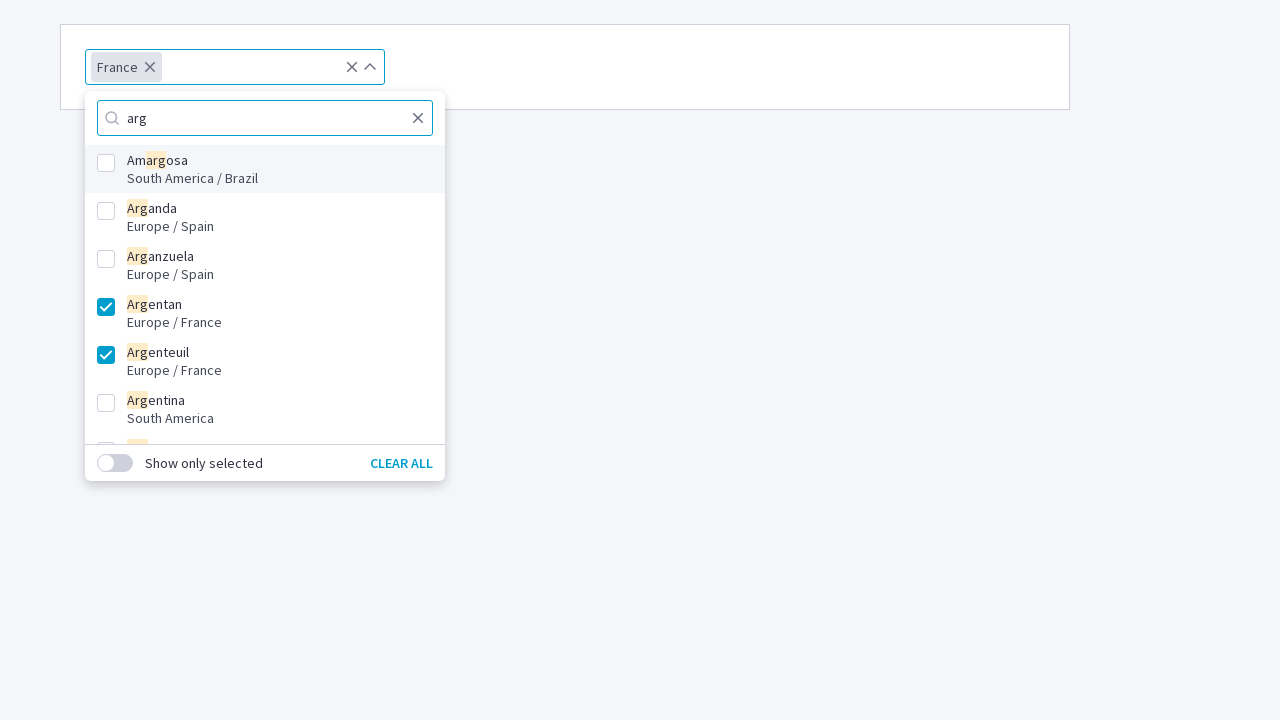 France
arg
Amargosa
South America / Brazil
Arganda
Europe / Spain
Arganzuela
Europe / Spain
Argentan
Europe / France
Argenteuil
Europe / France
Argentina
South America
Show only selected
CLEAR ALL